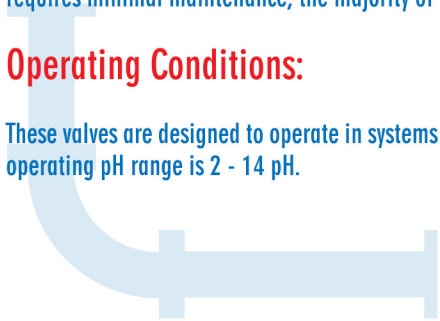 requires minimal maintenance, the majority of
Operating Conditions:
These valves are designed to operate in systems
operating pH range is 2 - 14 pH.